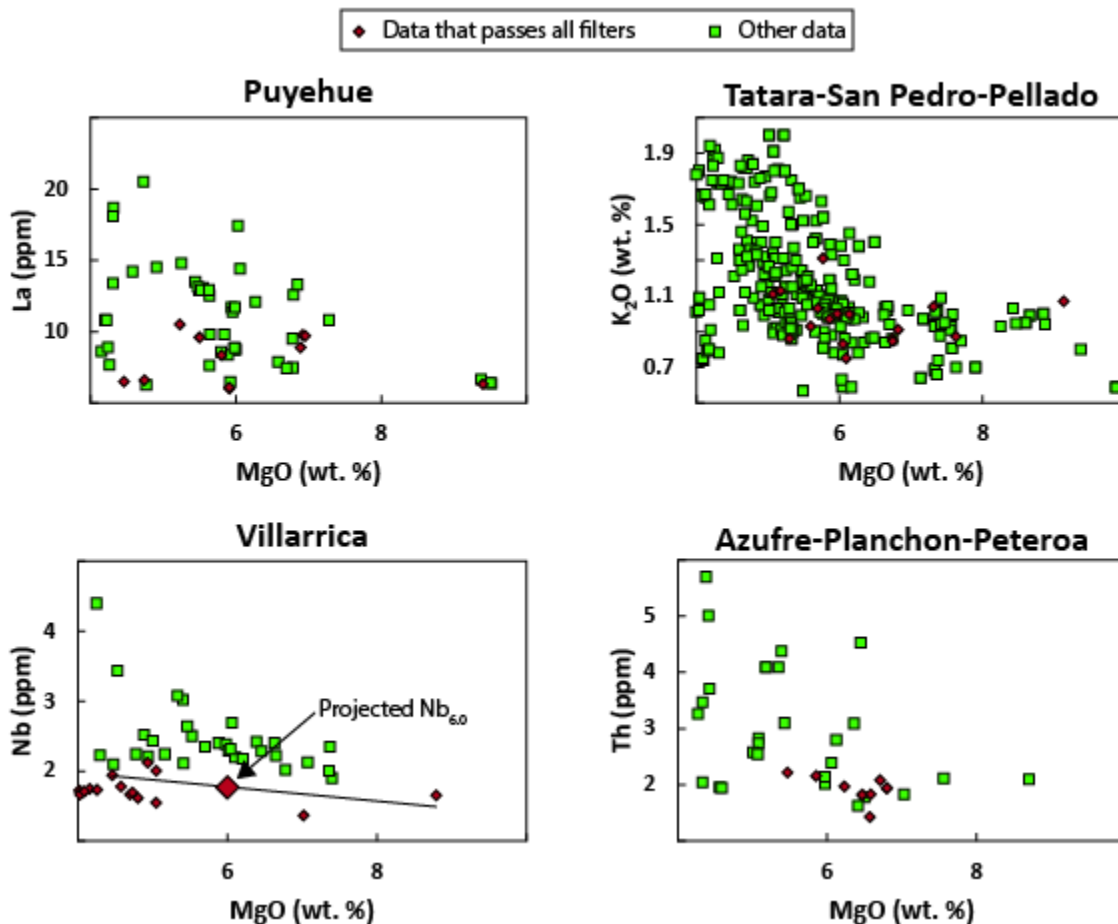 Data that passes all filters
Other data
Puyehue
20
15
10
La (ppm)
6
8
MgO (wt. %)
Tatara-San Pedro-Pellado
1.9
1.5
1.1
0.7
K₂O (wt. %)
6
8
MgO (wt. %)
Villarrica
4
3
2
Nb (ppm)
Projected Nb₆.₀
6
8
MgO (wt. %)
Azufre-Planchon-Peteroa
5
4
3
2
Th (ppm)
6
8
MgO (wt. %)